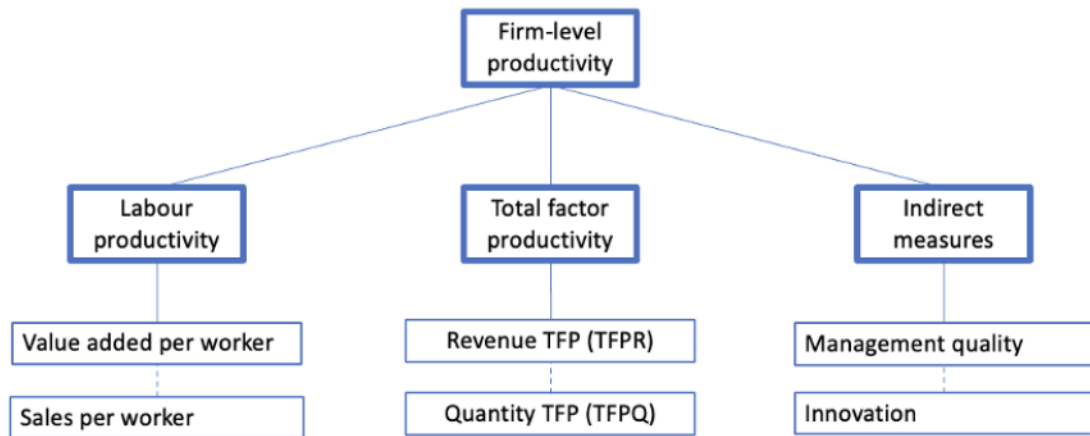 Firm-level
productivity
Labour
productivity
Total factor
productivity
Indirect
measures
Value added per worker
Revenue TFP (TFPR)
Management quality
Sales per worker
Quantity TFP (TFPQ)
Innovation